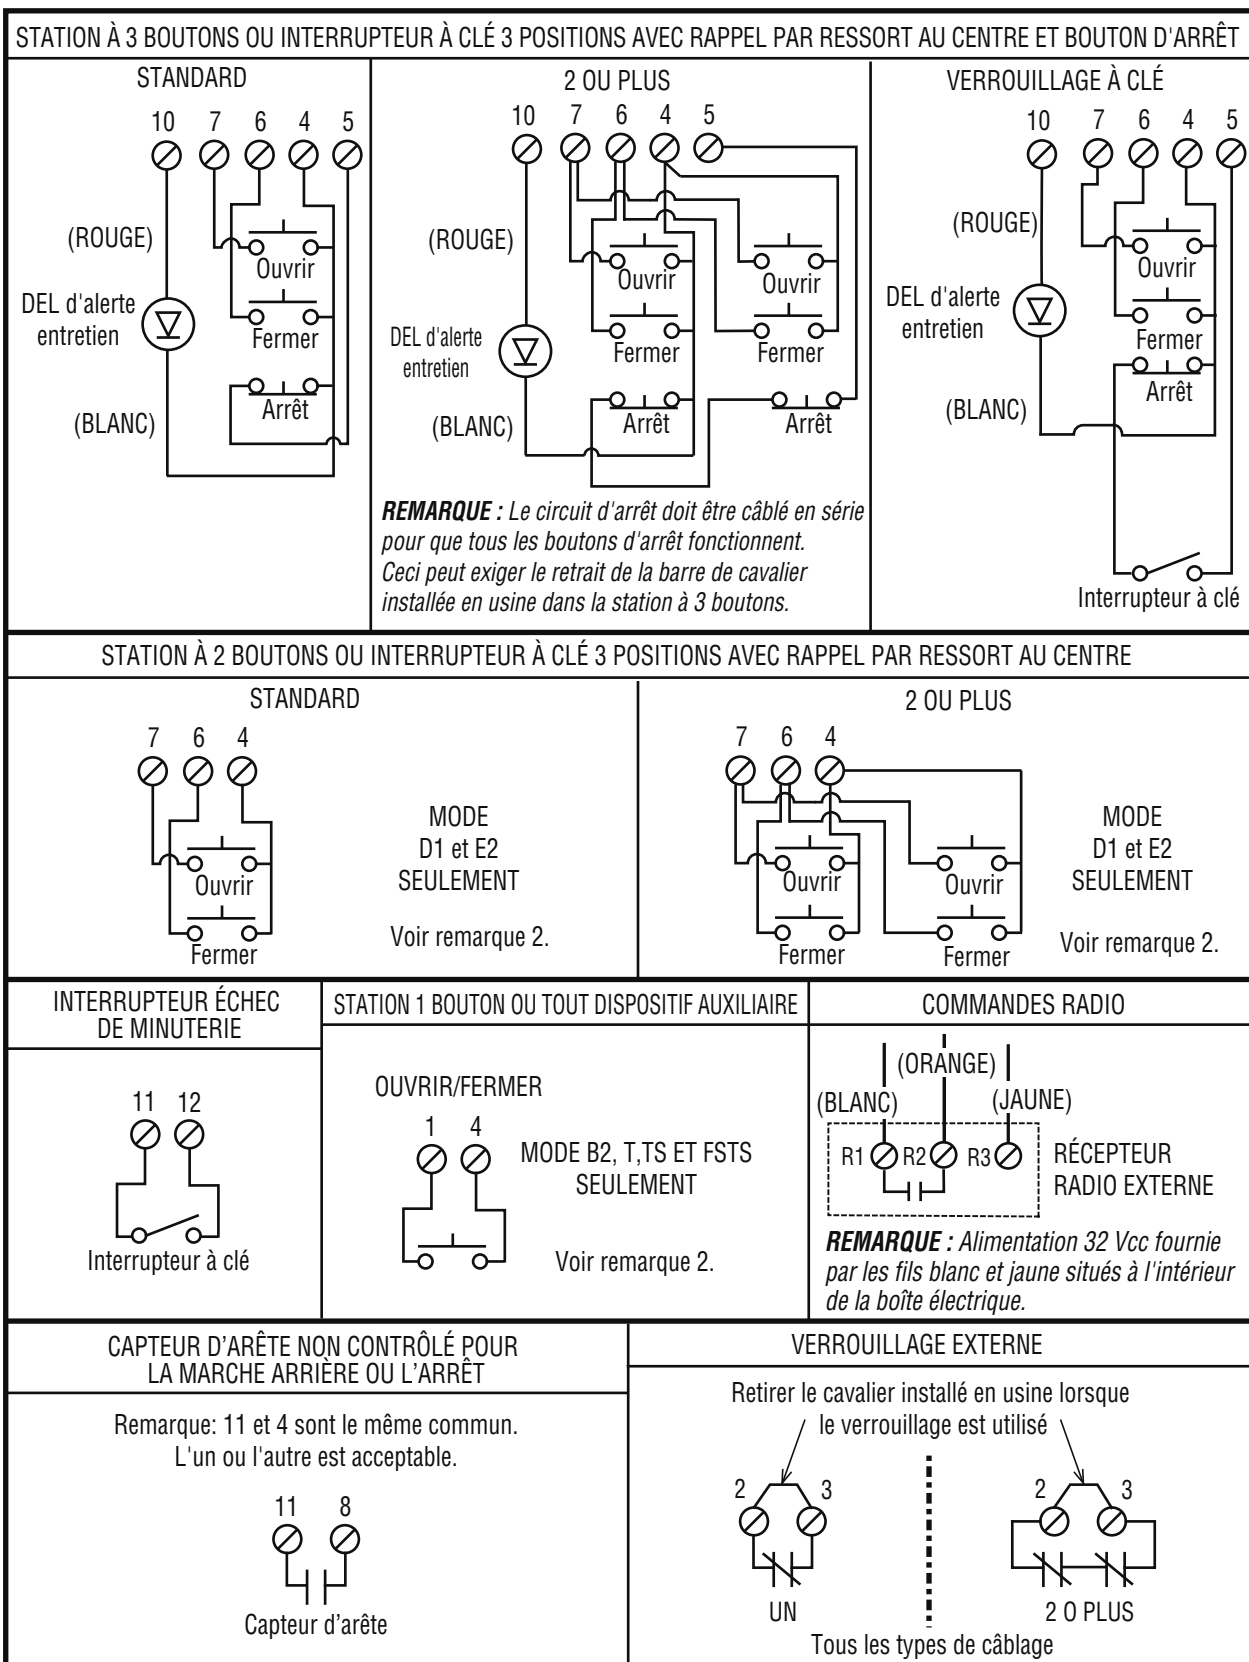 STATION À 3 BOUTONS OU INTERRUPTEUR À CLÉ 3 POSITIONS AVEC RAPPEL PAR RESSORT AU CENTRE ET BOUTON D'ARRÊT
STANDARD
10 7 6 4 5
(ROUGE)
Ouvrir
DEL d'alerte
entretien
Fermer
(BLANC)
Arrêt
2 OU PLUS
10 7 6 4 5
(ROUGE)
Ouvrir Ouvrir
DEL d'alerte
entretien
Fermer Fermer
(BLANC)
Arrêt Arrêt
REMARQUE : Le circuit d'arrêt doit être câblé en série
pour que tous les boutons d'arrêt fonctionnent.
Ceci peut exiger le retrait de la barre de cavalier
installée en usine dans la station à 3 boutons.
VERROUILLAGE À CLÉ
10 7 6 4 5
(ROUGE)
Ouvrir
DEL d'alerte
entretien
Fermer
Arrêt
(BLANC)
Interrupteur à clé
STATION À 2 BOUTONS OU INTERRUPTEUR À CLÉ 3 POSITIONS AVEC RAPPEL PAR RESSORT AU CENTRE
STANDARD
7 6 4
Ouvrir
Fermer
MODE
D1 et E2
SEULEMENT
Voir remarque 2.
2 OU PLUS
7 6 4
Ouvrir Ouvrir
Fermer Fermer
MODE
D1 et E2
SEULEMENT
Voir remarque 2.
INTERRUPTEUR ÉCHEC
DE MINUTERIE
11 12
Interrupteur à clé
STATION 1 BOUTON OU TOUT DISPOSITIF AUXILIAIRE
OUVRIR/FERMER
1 4
MODE B2, T,TS ET FSTS
SEULEMENT
Voir remarque 2.
COMMANDES RADIO
(ORANGE)
(BLANC) (JAUNE)
R1 R2 R3
RÉCEPTEUR
RADIO EXTERNE
REMARQUE : Alimentation 32 Vcc fournie
par les fils blanc et jaune situés à l'intérieur
de la boîte électrique.
CAPTEUR D’ARÊTE NON CONTRÔLÉ POUR
LA MARCHE ARRIÈRE OU L’ARRÊT
Remarque: 11 et 4 sont le même commun.
L'un ou l'autre est acceptable.
11 8
Capteur d’arête
VERROUILLAGE EXTERNE
Retirer le cavalier installé en usine lorsque
le verrouillage est utilisé
2 3 2 3
UN 2 O PLUS
Tous les types de câblage